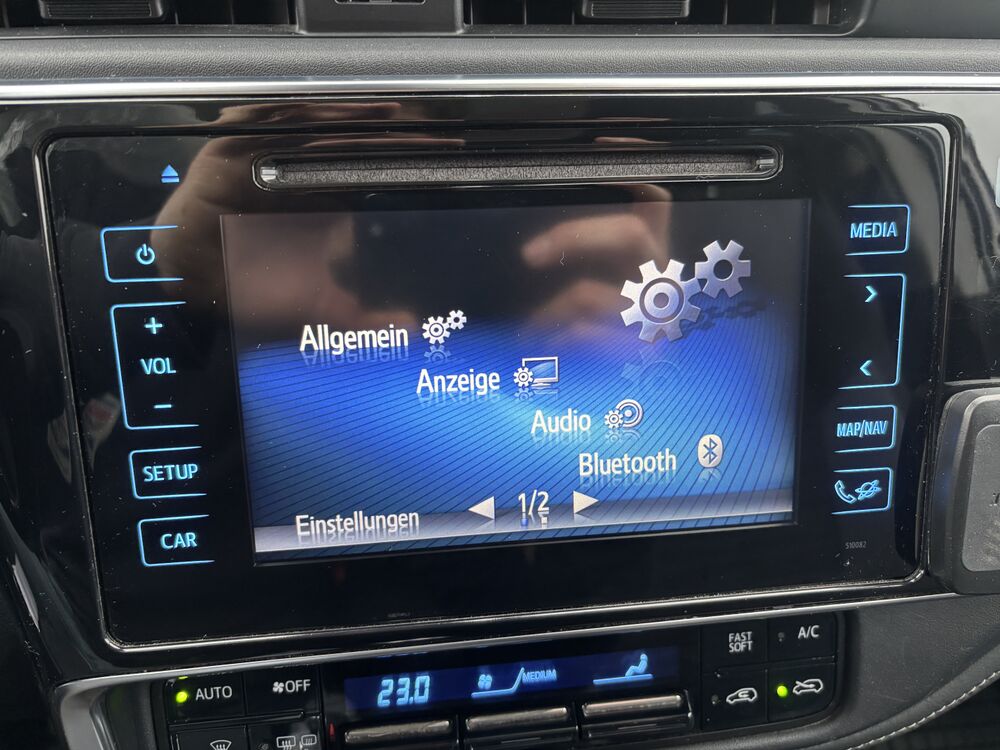 MEDIA
+
VOL
-
SETUP
CAR
MAP/NAV
510082
Allgemein
Anzeige
Audio
Bluetooth
1/2
Einstellungen
AUTO
OFF
23.0
MEDIUM
FAST
SOFT
A/C